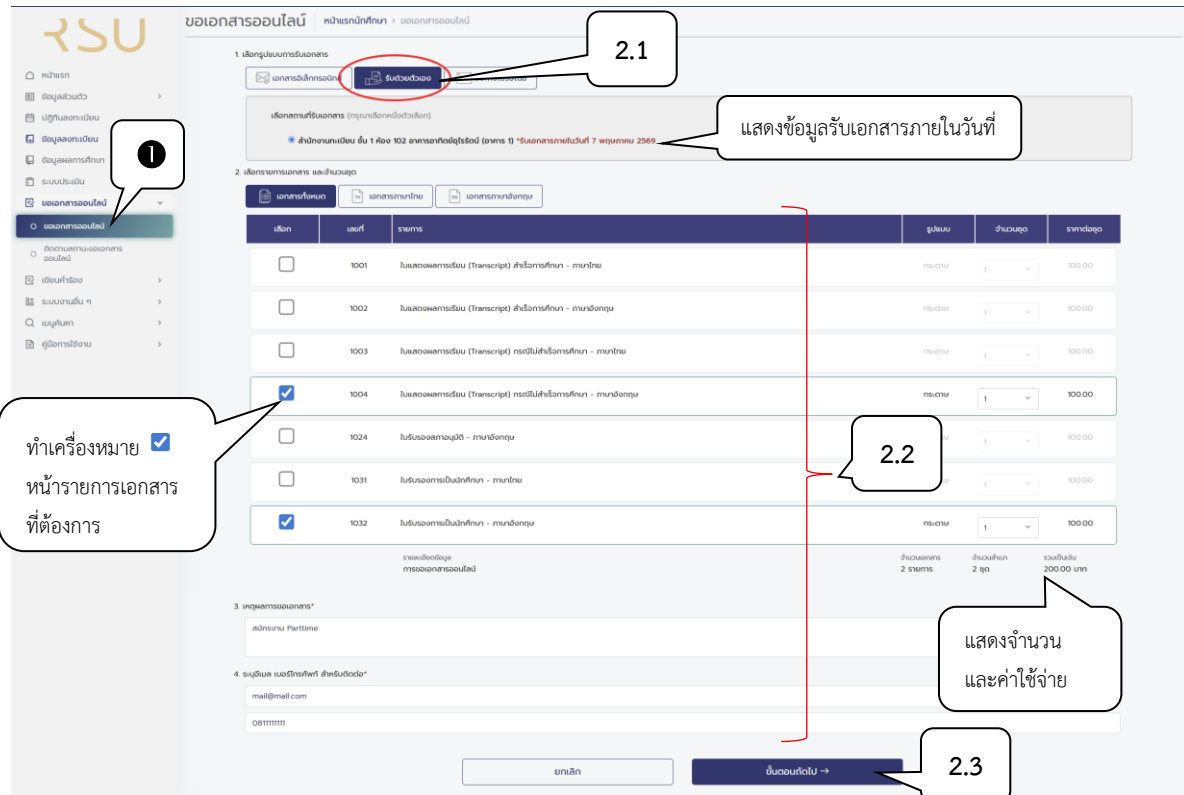 RSU
ขอเอกสารออนไลน์
หน้าแรกนักศึกษา > ขอเอกสารออนไลน์
หน้าแรก
ข้อมูลส่วนตัว
ปฏิทินลงทะเบียน
ข้อมูลลงทะเบียน
ข้อมูลผลการศึกษา
ระบบประเมิน
ขอเอกสารออนไลน์
ขอเอกสารออนไลน์
ติดตามสถานะขอเอกสาร
ออนไลน์
เขียนคำร้อง
ระบบงานอื่น ๆ
เมนูค้นหา
คู่มือการใช้งาน
❶
1. เลือกรูปแบบการรับเอกสาร
เอกสารอิเล็กทรอนิกส์ รับด้วยตัวเอง
2.1
เลือกสถานที่รับเอกสาร (กรุณาเลือกหนึ่งตัวเลือก)
สำนักงานทะเบียน ชั้น 1 ห้อง 102 อาคารอาทิตย์อุไรรัตน์ (อาคาร 1) *รับเอกสารภายในวันที่ 7 พฤษภาคม 2569
แสดงข้อมูลรับเอกสารภายในวันที่
2. เลือกรายการเอกสาร และจำนวนชุด
เอกสารทั้งหมด เอกสารภาษาไทย เอกสารภาษาอังกฤษ
เลือก เลขที่ รายการ รูปแบบ จำนวนชุด ราคาต่อชุด
1001 ใบแสดงผลการเรียน (Transcript) สำเร็จการศึกษา - ภาษาไทย กระดาษ 1 100.00
1002 ใบแสดงผลการเรียน (Transcript) สำเร็จการศึกษา - ภาษาอังกฤษ กระดาษ 1 100.00
1003 ใบแสดงผลการเรียน (Transcript) กรณีไม่สำเร็จการศึกษา - ภาษาไทย กระดาษ 1 100.00
1004 ใบแสดงผลการเรียน (Transcript) กรณีไม่สำเร็จการศึกษา - ภาษาอังกฤษ กระดาษ 1 100.00
1024 ใบรับรองสภาอนุมัติ - ภาษาอังกฤษ 1 100.00
1031 ใบรับรองการเป็นนักศึกษา - ภาษาไทย 1 100.00
1032 ใบรับรองการเป็นนักศึกษา - ภาษาอังกฤษ กระดาษ 1 100.00
ทำเครื่องหมาย
หน้ารายการเอกสาร
ที่ต้องการ
2.2
รายละเอียดข้อมูล จำนวนเอกสาร จำนวนสำเนา รวมเป็นเงิน
การขอเอกสารออนไลน์ 2 รายการ 2 ชุด 200.00 บาท
3. เหตุผลการขอเอกสาร*
สมัครงาน Parttime
แสดงจำนวน
และค่าใช้จ่าย
4. ระบุอีเมล เบอร์โทรศัพท์ สำหรับติดต่อ*
mail@mail.com
0811111111
ยกเลิก ขั้นตอนถัดไป →
2.3